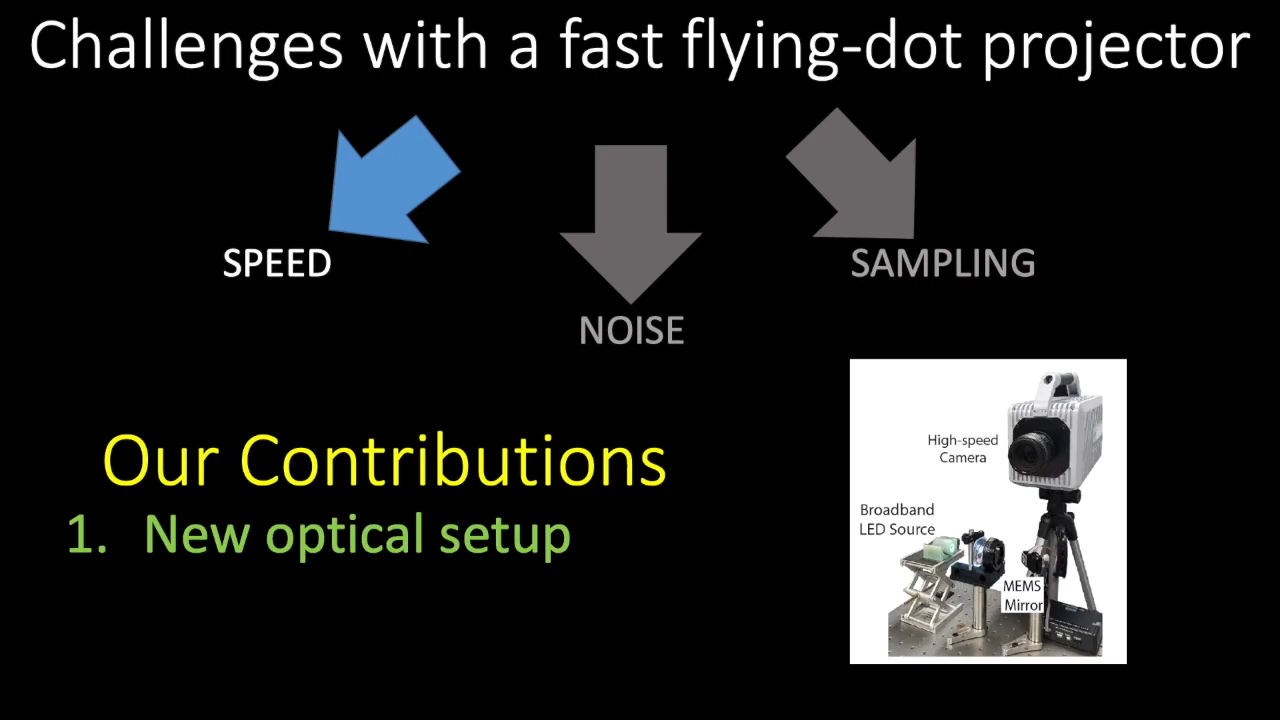 Challenges with a fast flying-dot projector
SPEED
SAMPLING
NOISE
Our Contributions
1. New optical setup
High-speed
Camera
Broadband
LED Source
MEMS
Mirror